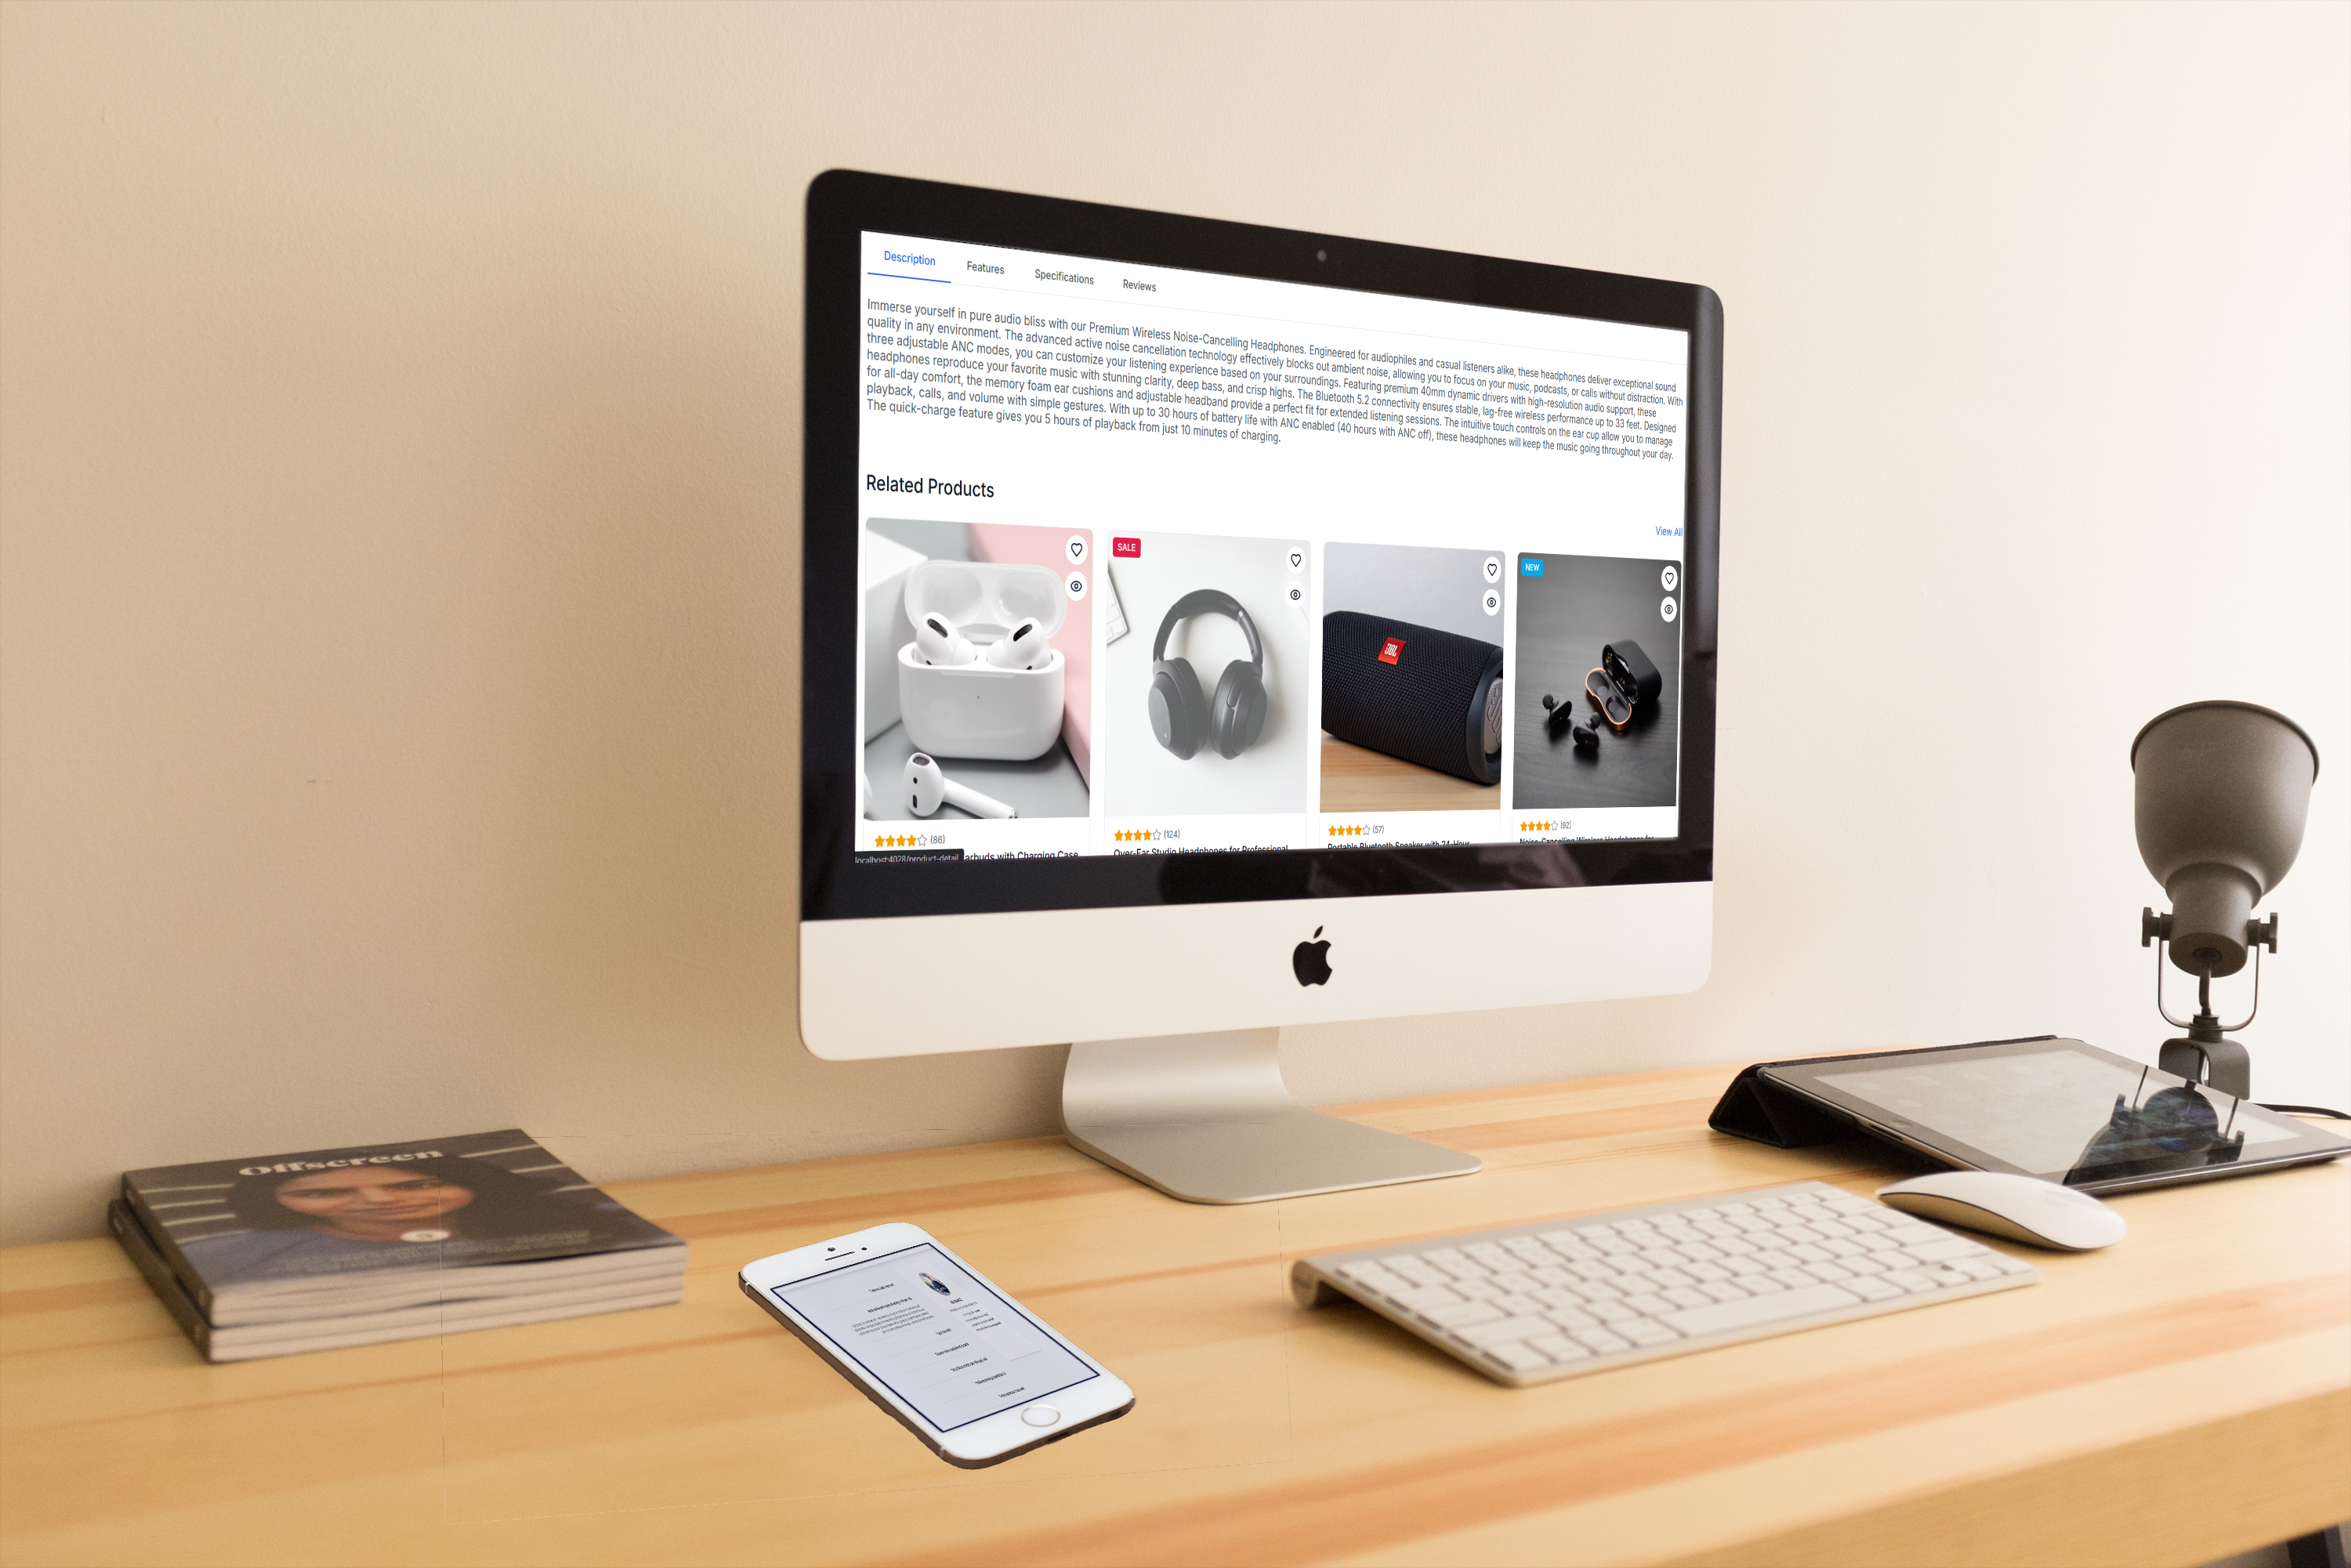 Description Features Specifications Reviews
Immerse yourself in pure audio bliss with our Premium Wireless Noise-Cancelling Headphones. Engineered for audiophiles and casual listeners alike, these headphones deliver exceptional sound
quality in any environment. The advanced active noise cancellation technology effectively blocks out ambient noise, allowing you to focus on your music, podcasts, or calls without distraction. With
three adjustable ANC modes, you can customize your listening experience based on your surroundings. Featuring premium 40mm dynamic drivers with high-resolution audio support, these
headphones reproduce your favorite music with stunning clarity, deep bass, and crisp highs. The Bluetooth 5.2 connectivity ensures stable, lag-free wireless performance up to 33 feet. Designed
for all-day comfort, the memory foam ear cushions and adjustable headband provide a perfect fit for extended listening sessions. The intuitive touch controls on the ear cup allow you to manage
playback, calls, and volume with simple gestures. With up to 30 hours of battery life with ANC enabled (40 hours with ANC off), these headphones will keep the music going throughout your day.
The quick-charge feature gives you 5 hours of playback from just 10 minutes of charging.
Related Products
View All
SALE
NEW
JBL
(86)
(124)
(57)
(92)
arbuds with Charging Case
Over-Ear Studio Headphones for Professional
Portable Bluetooth Speaker with 24-Hour
Noise-Cancelling Wireless Headphones for
localhost:4028/product-detail
Offscreen